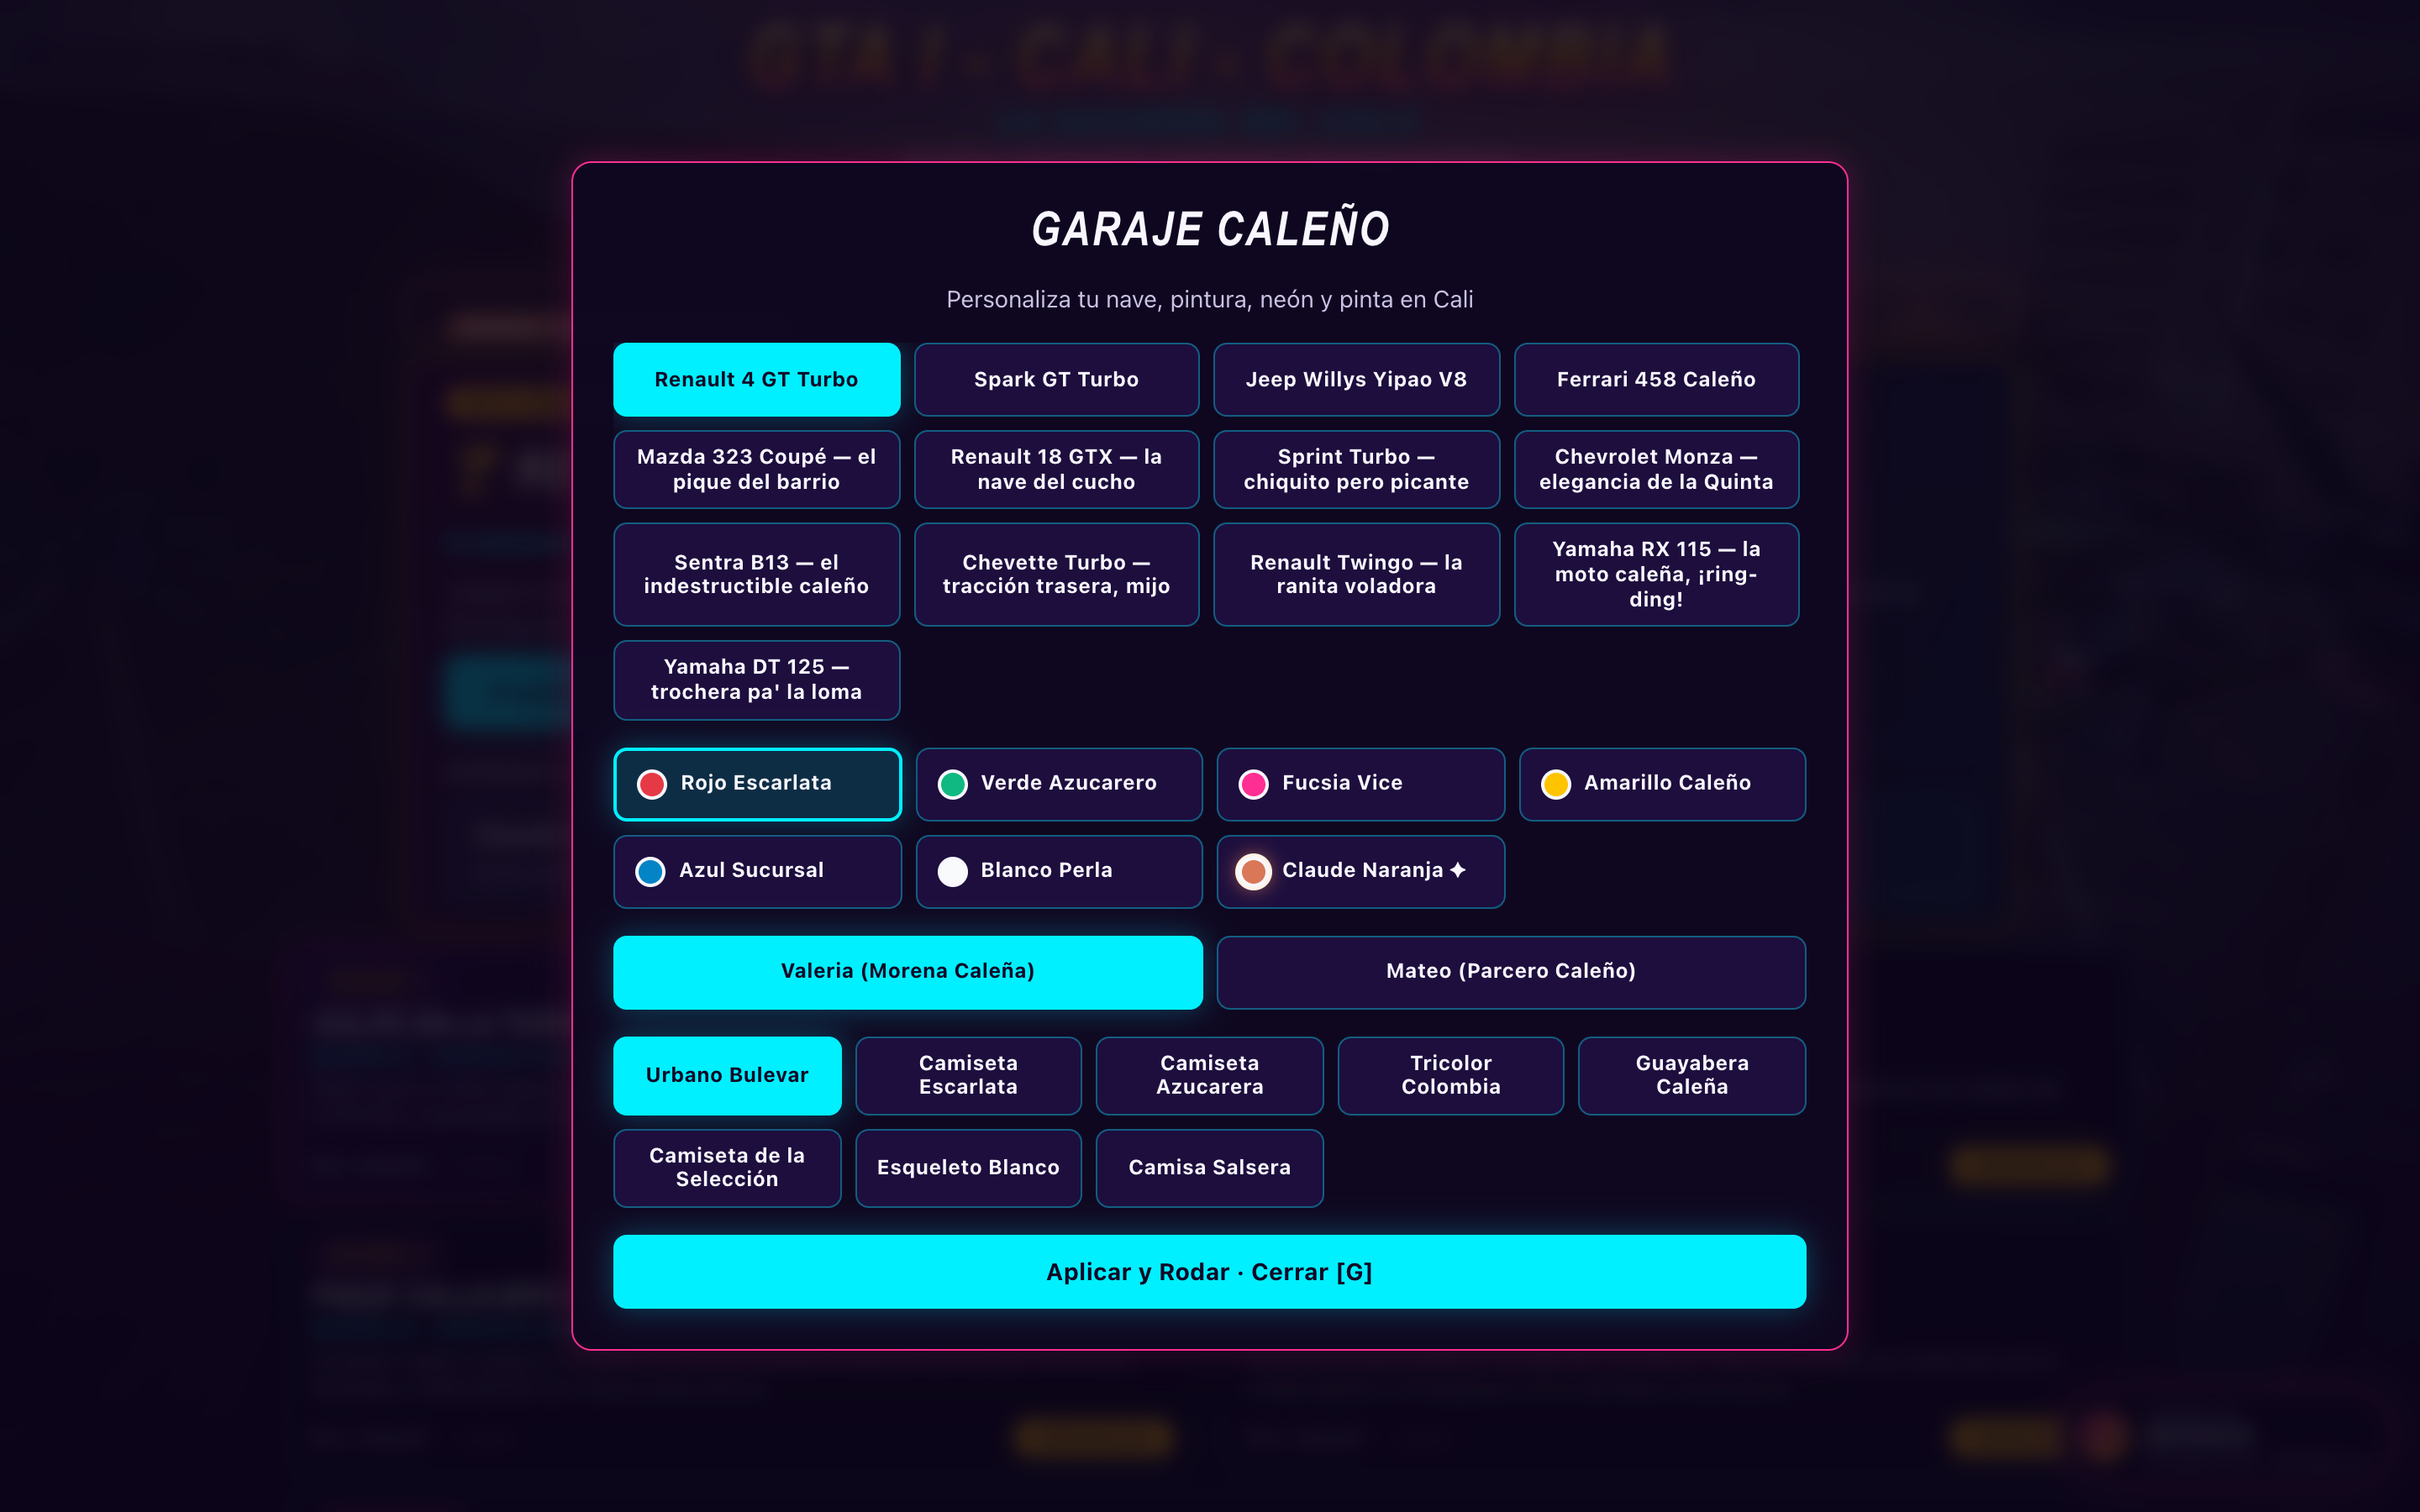 GTA I - CALI - COLOMBIA
GARAJE CALEÑO
Personaliza tu nave, pintura, neón y pinta en Cali
Renault 4 GT Turbo
Spark GT Turbo
Jeep Willys Yipao V8
Ferrari 458 Caleño
Mazda 323 Coupé — el
pique del barrio
Renault 18 GTX — la
nave del cucho
Sprint Turbo —
chiquito pero picante
Chevrolet Monza —
elegancia de la Quinta
Sentra B13 — el
indestructible caleño
Chevette Turbo —
tracción trasera, mijo
Renault Twingo — la
ranita voladora
Yamaha RX 115 — la
moto caleña, ¡ring-
ding!
Yamaha DT 125 —
trochera pa' la loma
Rojo Escarlata
Verde Azucarero
Fucsia Vice
Amarillo Caleño
Azul Sucursal
Blanco Perla
Claude Naranja ✦
Valeria (Morena Caleña)
Mateo (Parcero Caleño)
Urbano Bulevar
Camiseta
Escarlata
Camiseta
Azucarera
Tricolor
Colombia
Guayabera
Caleña
Camiseta de la
Selección
Esqueleto Blanco
Camisa Salsera
Aplicar y Rodar · Cerrar [G]